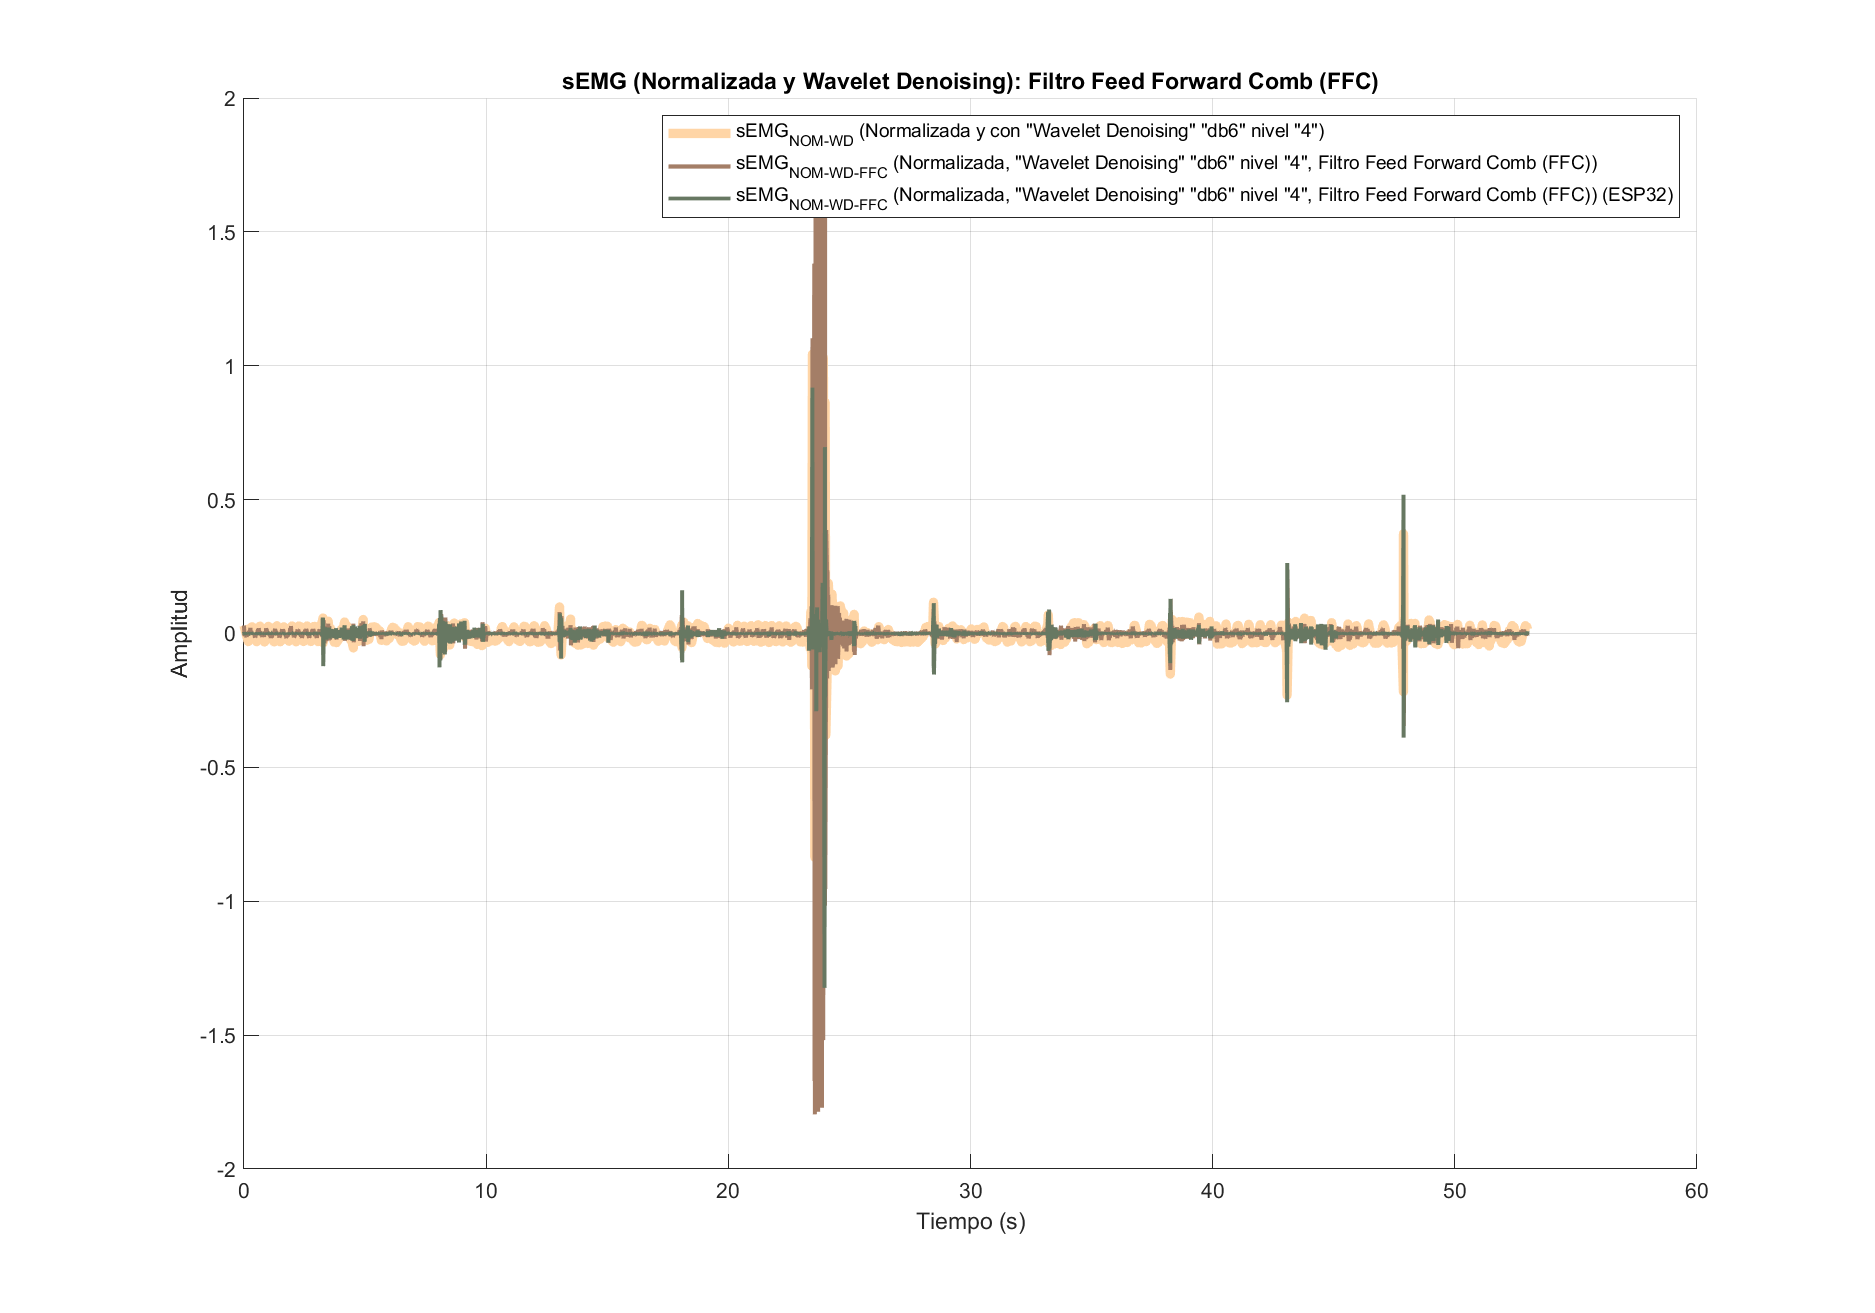 sEMG (Normalizada y Wavelet Denoising): Filtro Feed Forward Comb (FFC)
sEMG_NOM-WD (Normalizada y con "Wavelet Denoising" "db6" nivel "4")
sEMG_NOM-WD-FFC (Normalizada, "Wavelet Denoising" "db6" nivel "4", Filtro Feed Forward Comb (FFC))
sEMG_NOM-WD-FFC (Normalizada, "Wavelet Denoising" "db6" nivel "4", Filtro Feed Forward Comb (FFC)) (ESP32)
2
1.5
1
0.5
0
-0.5
-1
-1.5
-2
Amplitud
0 10 20 30 40 50 60
Tiempo (s)